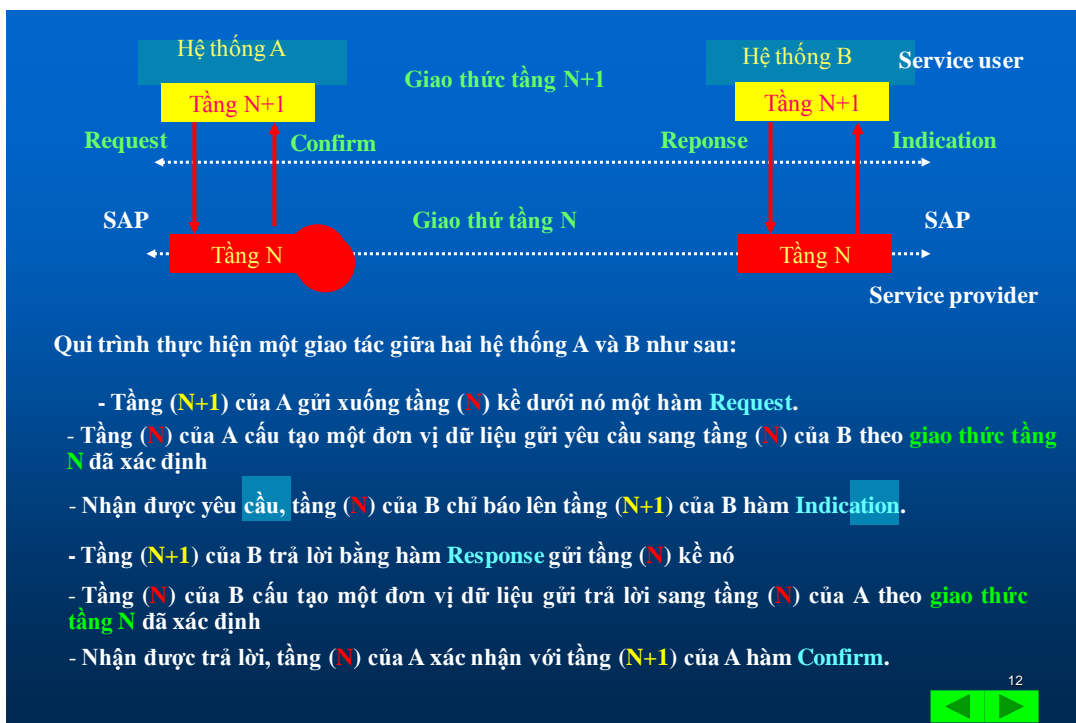 Hệ thống A
Hệ thống B
Service user
Giao thức tầng N+1
Tầng N+1
Tầng N+1
Request
Confirm
Reponse
Indication
SAP
Giao thứ tầng N
SAP
Tầng N
Tầng N
Service provider
Qui trình thực hiện một giao tác giữa hai hệ thống A và B như sau:
- Tầng (N+1) của A gửi xuống tầng (N) kề dưới nó một hàm Request.
- Tầng (N) của A cấu tạo một đơn vị dữ liệu gửi yêu cầu sang tầng (N) của B theo giao thức tầng
N đã xác định
- Nhận được yêu cầu, tầng (N) của B chỉ báo lên tầng (N+1) của B hàm Indication.
- Tầng (N+1) của B trả lời bằng hàm Response gửi tầng (N) kề nó
- Tầng (N) của B cấu tạo một đơn vị dữ liệu gửi trả lời sang tầng (N) của A theo giao thức
tầng N đã xác định
- Nhận được trả lời, tầng (N) của A xác nhận với tầng (N+1) của A hàm Confirm.
12